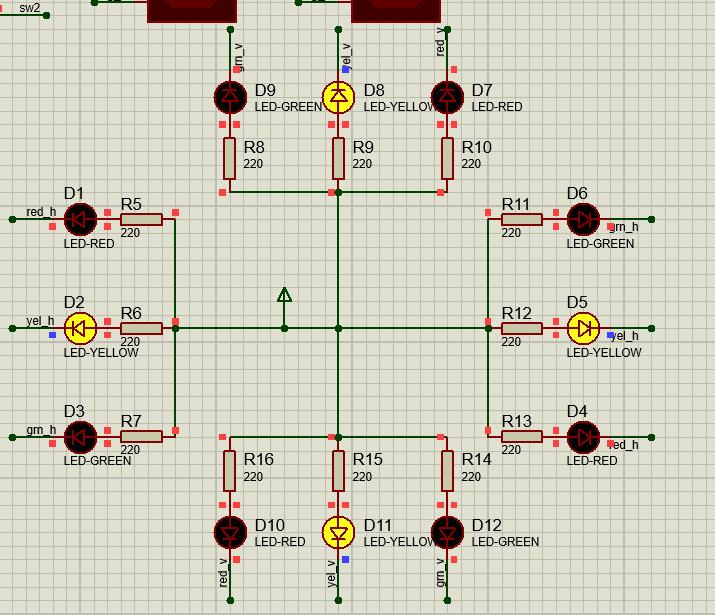 sw2
grn_v
yel_v
red_v
D9
LED-GREEN
D8
LED-YELLOW
D7
LED-RED
R8
220
R9
220
R10
220
D1
red_h
LED-RED
R5
220
R11
220
D6
grn_h
LED-GREEN
D2
yel_h
LED-YELLOW
R6
220
R12
220
D5
yel_h
LED-YELLOW
D3
grn_h
LED-GREEN
R7
220
R13
220
D4
red_h
LED-RED
R16
220
R15
220
R14
220
D10
LED-RED
D11
LED-YELLOW
D12
LED-GREEN
red_v
yel_v
grn_v